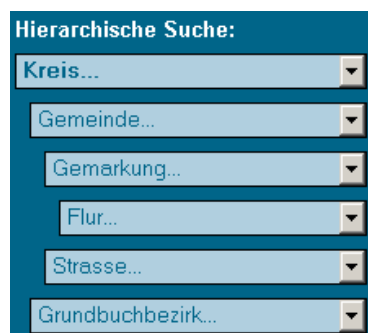 Hierarchische Suche:
Kreis...
Gemeinde...
Gemarkung...
Flur...
Strasse...
Grundbuchbezirk...